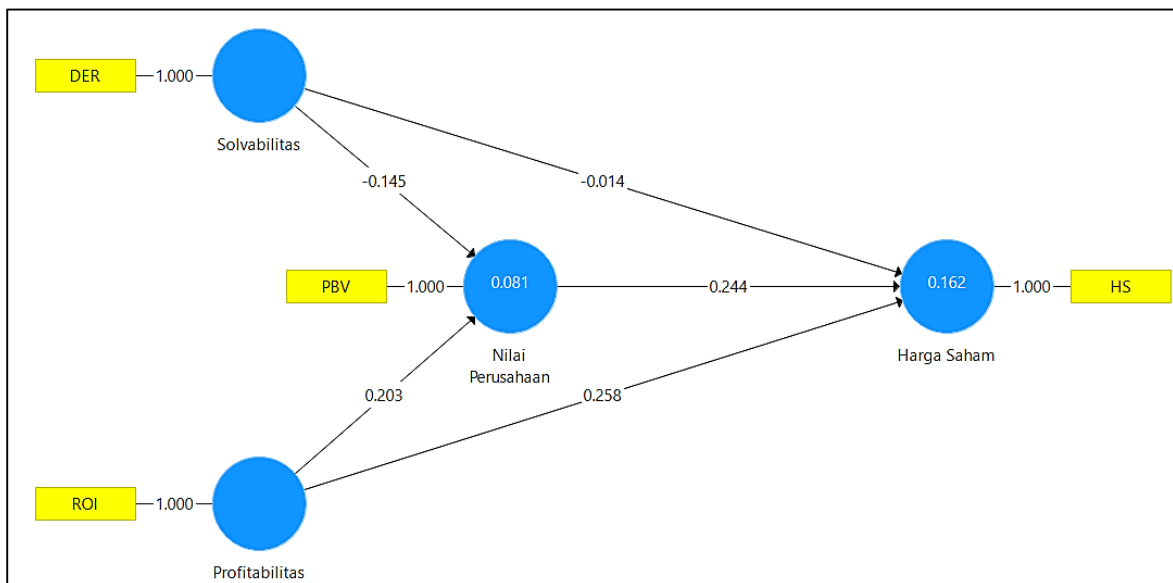 DER
1.000
Solvabilitas
-0.145
-0.014
PBV
1.000
0.081
0.244
0.162
1.000
HS
Nilai
Perusahaan
Harga Saham
0.203
0.258
ROI
1.000
Profitabilitas